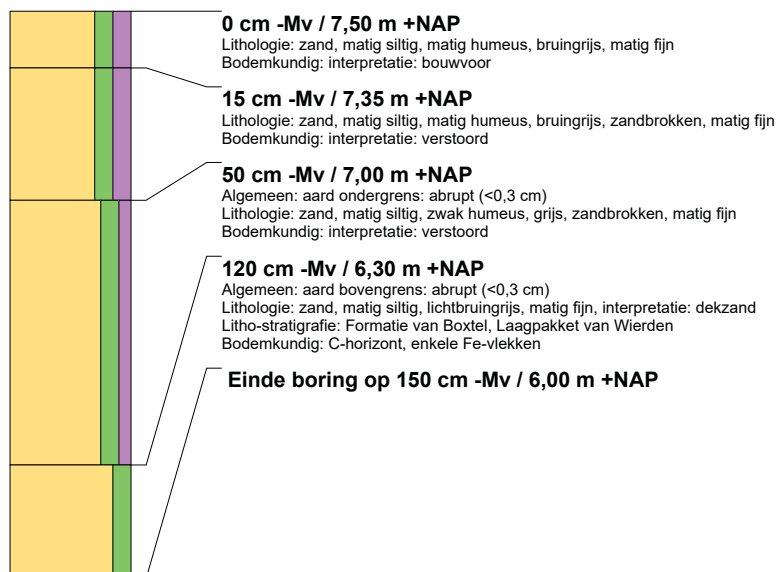 0 cm -Mv / 7,50 m +NAP
Lithologie: zand, matig siltig, matig humeus, bruingrijs, matig fijn
Bodemkundig: interpretatie: bouwvoor
15 cm -Mv / 7,35 m +NAP
Lithologie: zand, matig siltig, matig humeus, bruingrijs, zandbrokken, matig fijn
Bodemkundig: interpretatie: verstoord
50 cm -Mv / 7,00 m +NAP
Algemeen: aard ondergrens: abrupt (<0,3 cm)
Lithologie: zand, matig siltig, zwak humeus, grijs, zandbrokken, matig fijn
Bodemkundig: interpretatie: verstoord
120 cm -Mv / 6,30 m +NAP
Algemeen: aard bovengrens: abrupt (<0,3 cm)
Lithologie: zand, matig siltig, lichtbruingrijs, matig fijn, interpretatie: dekzand
Litho-stratigrafie: Formatie van Boxtel, Laagpakket van Wierden
Bodemkundig: C-horizont, enkele Fe-vlekken
Einde boring op 150 cm -Mv / 6,00 m +NAP